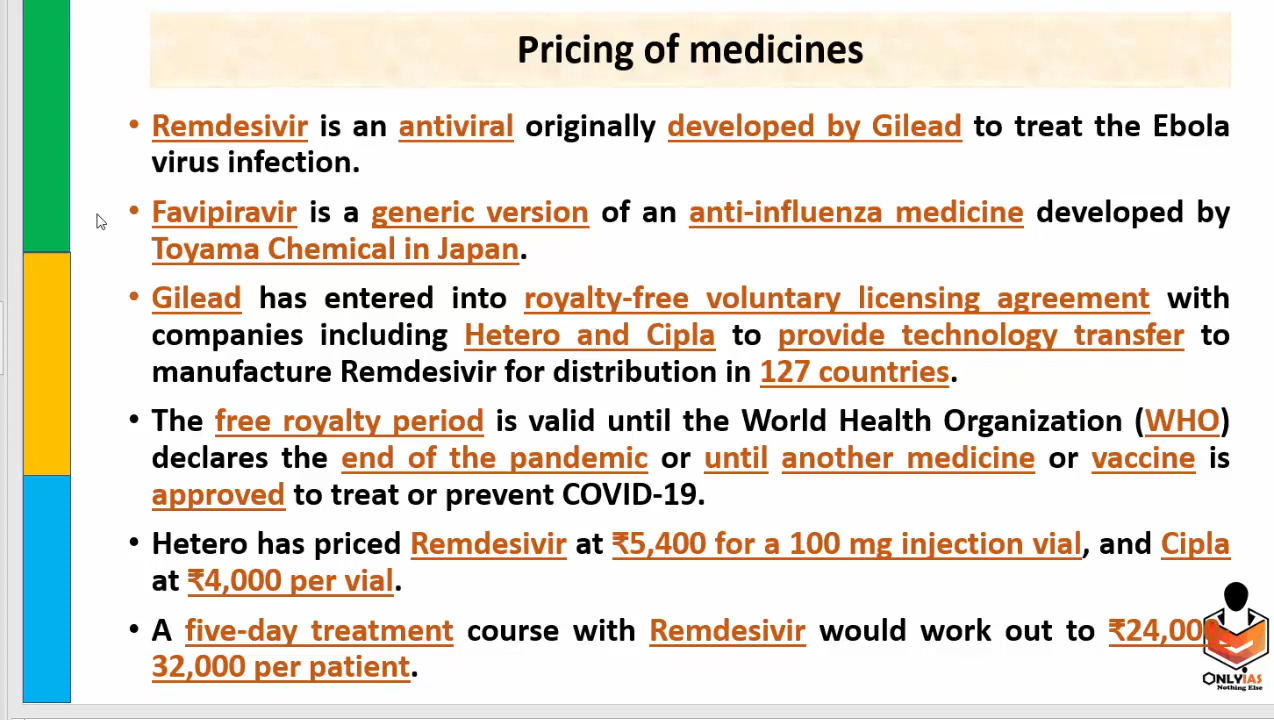 Pricing of medicines
• Remdesivir is an antiviral originally developed by Gilead to treat the Ebola
virus infection.
• Favipiravir is a generic version of an anti-influenza medicine developed by
Toyama Chemical in Japan.
• Gilead has entered into royalty-free voluntary licensing agreement with
companies including Hetero and Cipla to provide technology transfer to
manufacture Remdesivir for distribution in 127 countries.
• The free royalty period is valid until the World Health Organization (WHO)
declares the end of the pandemic or until another medicine or vaccine is
approved to treat or prevent COVID-19.
• Hetero has priced Remdesivir at ₹5,400 for a 100 mg injection vial, and Cipla
at ₹4,000 per vial.
• A five-day treatment course with Remdesivir would work out to
32,000 per patient.
ONLYIAS
Nothing Else